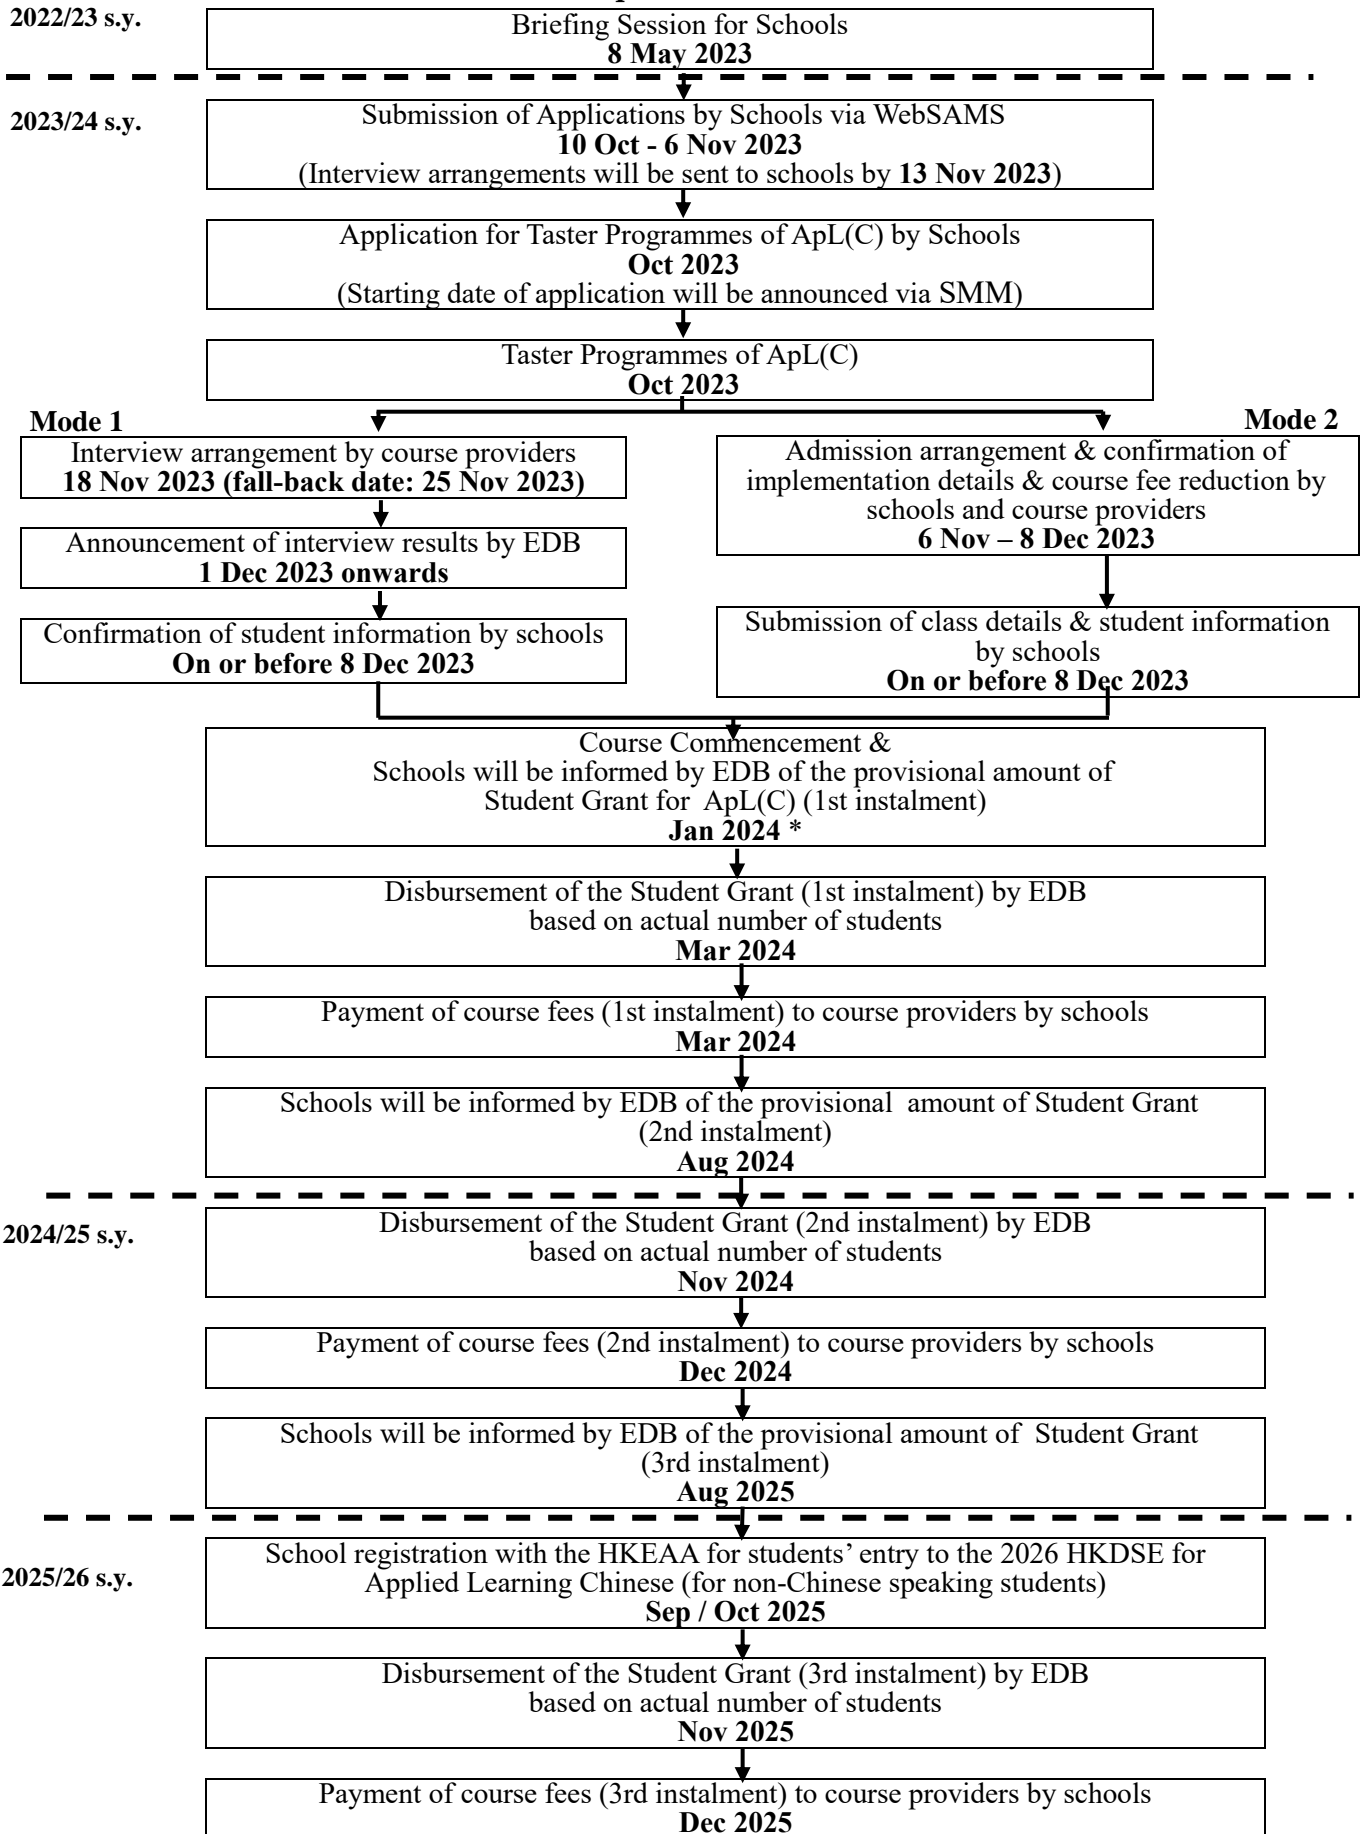 2022/23 s.y.
Briefing Session for Schools
8 May 2023
2023/24 s.y.
Submission of Applications by Schools via WebSAMS
10 Oct - 6 Nov 2023
(Interview arrangements will be sent to schools by 13 Nov 2023)
Application for Taster Programmes of ApL(C) by Schools
Oct 2023
(Starting date of application will be announced via SMM)
Taster Programmes of ApL(C)
Oct 2023
Mode 1
Interview arrangement by course providers
18 Nov 2023 (fall-back date: 25 Nov 2023)
Announcement of interview results by EDB
1 Dec 2023 onwards
Confirmation of student information by schools
On or before 8 Dec 2023
Mode 2
Admission arrangement & confirmation of
implementation details & course fee reduction by
schools and course providers
6 Nov – 8 Dec 2023
Submission of class details & student information
by schools
On or before 8 Dec 2023
Course Commencement &
Schools will be informed by EDB of the provisional amount of
Student Grant for  ApL(C) (1st instalment)
Jan 2024 *
Disbursement of the Student Grant (1st instalment) by EDB
based on actual number of students
Mar 2024
Payment of course fees (1st instalment) to course providers by schools
Mar 2024
Schools will be informed by EDB of the provisional  amount of Student Grant
(2nd instalment)
Aug 2024
2024/25 s.y.
Disbursement of the Student Grant (2nd instalment) by EDB
based on actual number of students
Nov 2024
Payment of course fees (2nd instalment) to course providers by schools
Dec 2024
Schools will be informed by EDB of the provisional amount of  Student Grant
(3rd instalment)
Aug 2025
2025/26 s.y.
School registration with the HKEAA for students’ entry to the 2026 HKDSE for
Applied Learning Chinese (for non-Chinese speaking students)
Sep / Oct 2025
Disbursement of the Student Grant (3rd instalment) by EDB
based on actual number of students
Nov 2025
Payment of course fees (3rd instalment) to course providers by schools
Dec 2025